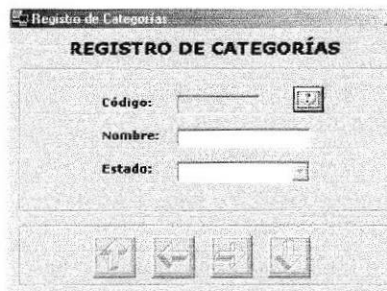 Registro de Categorías
REGISTRO DE CATEGORÍAS
Código:
Nombre:
Estado: